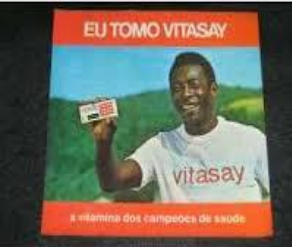 EU TOMO VITASAY
vitasay
a vitamina dos campeões de saúde